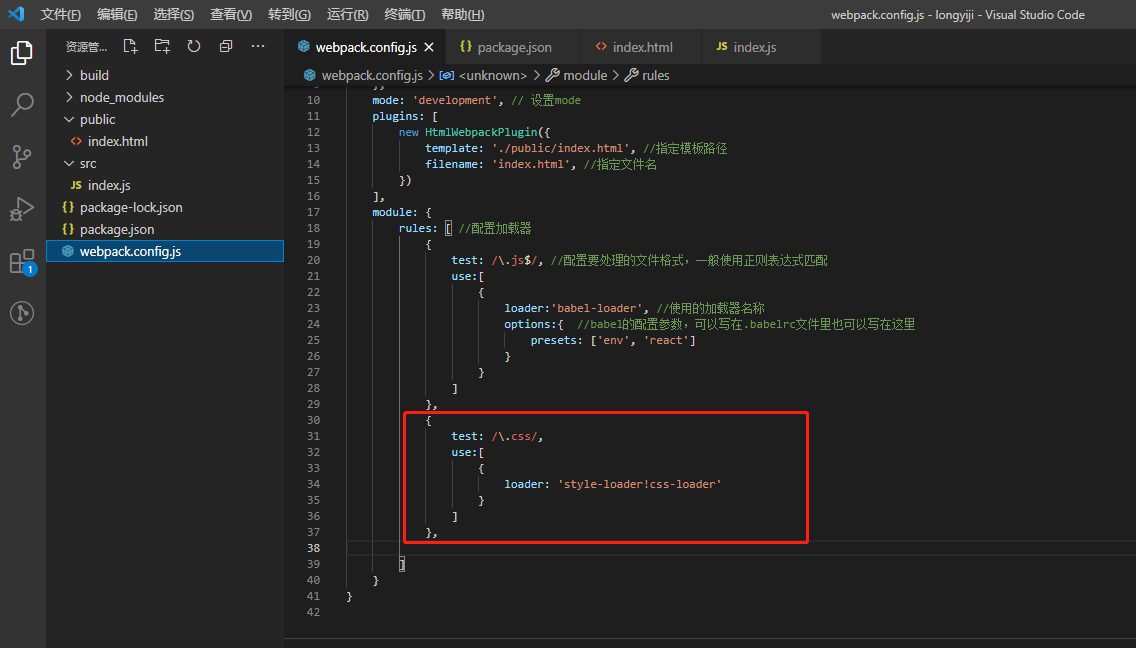 文件(F) 编辑(E) 选择(S) 查看(V) 转到(G) 运行(R) 终端(T) 帮助(H) webpack.config.js - longyiji - Visual Studio Code
资源管...
build
node_modules
public
index.html
src
JS index.js
{} package-lock.json
{} package.json
webpack.config.js
1
webpack.config.js {} package.json <> index.html JS index.js
webpack.config.js > <unknown> > module > rules
10 mode: 'development', // 设置mode
11 plugins: [
12 new HtmlWebpackPlugin({
13 template: './public/index.html', //指定模板路径
14 filename: 'index.html', //指定文件名
15 })
16 ],
17 module: {
18 rules: [ //配置加载器
19 {
20 test: /\.js$/, //配置要处理的文件格式，一般使用正则表达式匹配
21 use:[
22 {
23 loader:'babel-loader', //使用的加载器名称
24 options:{ //babel的配置参数，可以写在.babelrc文件里也可以写在这里
25 presets: ['env', 'react']
26 }
27 }
28 ]
29 },
30 {
31 test: /\.css/,
32 use:[
33 {
34 loader: 'style-loader!css-loader'
35 }
36 ]
37 },
38
39 ]
40 }
41 }
42